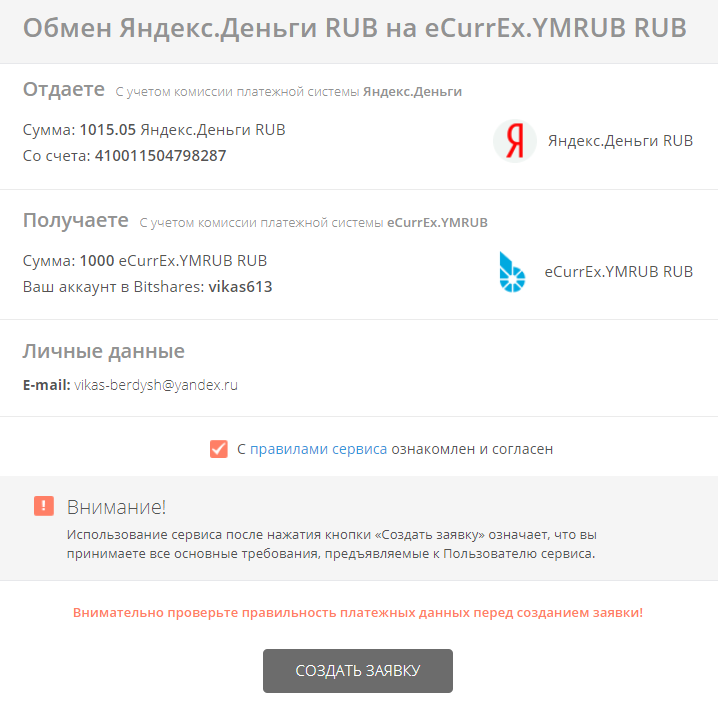 Обмен Яндекс.Деньги RUB на eCurrEx.YMRUB RUB
Отдаете С учетом комиссии платежной системы Яндекс.Деньги
Сумма: 1015.05 Яндекс.Деньги RUB
Со счета: 410011504798287
Я Яндекс.Деньги RUB
Получаете С учетом комиссии платежной системы eCurrEx.YMRUB
Сумма: 1000 eCurrEx.YMRUB RUB
Ваш аккаунт в Bitshares: vikas613
eCurrEx.YMRUB RUB
Личные данные
E-mail: vikas-berdysh@yandex.ru
С правилами сервиса ознакомлен и согласен
! Внимание!
Использование сервиса после нажатия кнопки «Создать заявку» означает, что вы
принимаете все основные требования, предъявляемые к Пользователю сервиса.
Внимательно проверьте правильность платежных данных перед созданием заявки!
СОЗДАТЬ ЗАЯВКУ